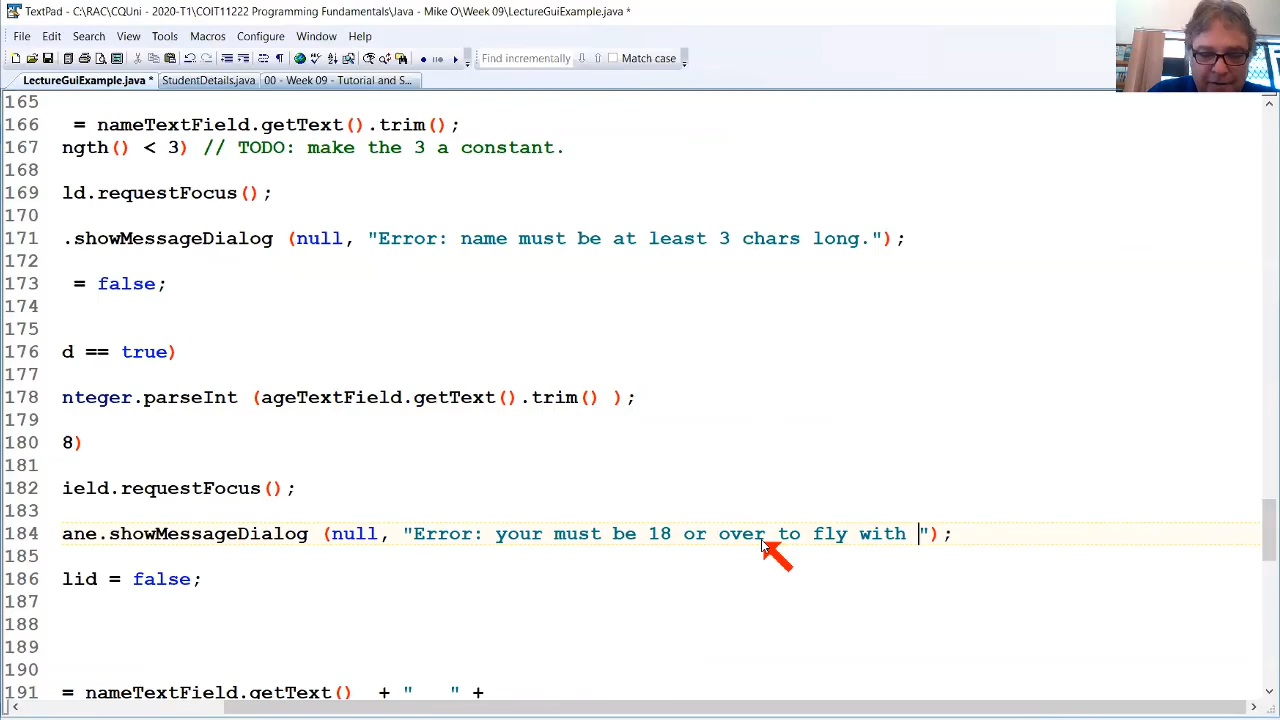 TextPad - C:\RAC\CQUni - 2020-T1\COIT11222 Programming Fundamentals\Java - Mike O\Week 09\LectureGuiExample.java *
File Edit Search View Tools Macros Configure Window Help
Find incrementally Match case
LectureGuiExample.java * StudentDetails.java 00 - Week 09 - Tutorial and S...
165
166 = nameTextField.getText().trim();
167 ngth() < 3) // TODO: make the 3 a constant.
168
169 ld.requestFocus();
170
171 .showMessageDialog (null, "Error: name must be at least 3 chars long.");
172
173 = false;
174
175
176 d == true)
177
178 nteger.parseInt (ageTextField.getText().trim() );
179
180 8)
181
182 ield.requestFocus();
183
184 ane.showMessageDialog (null, "Error: your must be 18 or over to fly with ");
185
186 lid = false;
187
188
189
190
191 = nameTextField.getText() + " " +